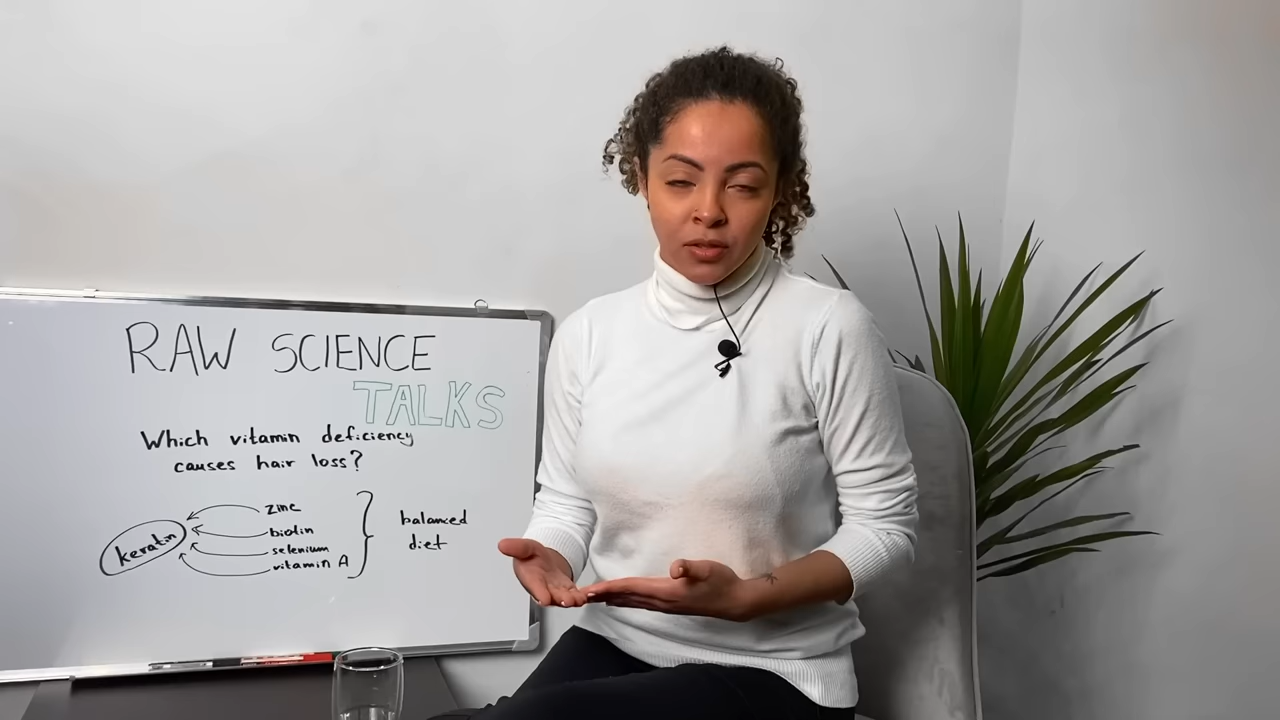 RAW SCIENCE
TALKS
Which vitamin deficiency
causes hair loss?
keratin
zinc
biotin
selenium
vitamin A
balanced
diet